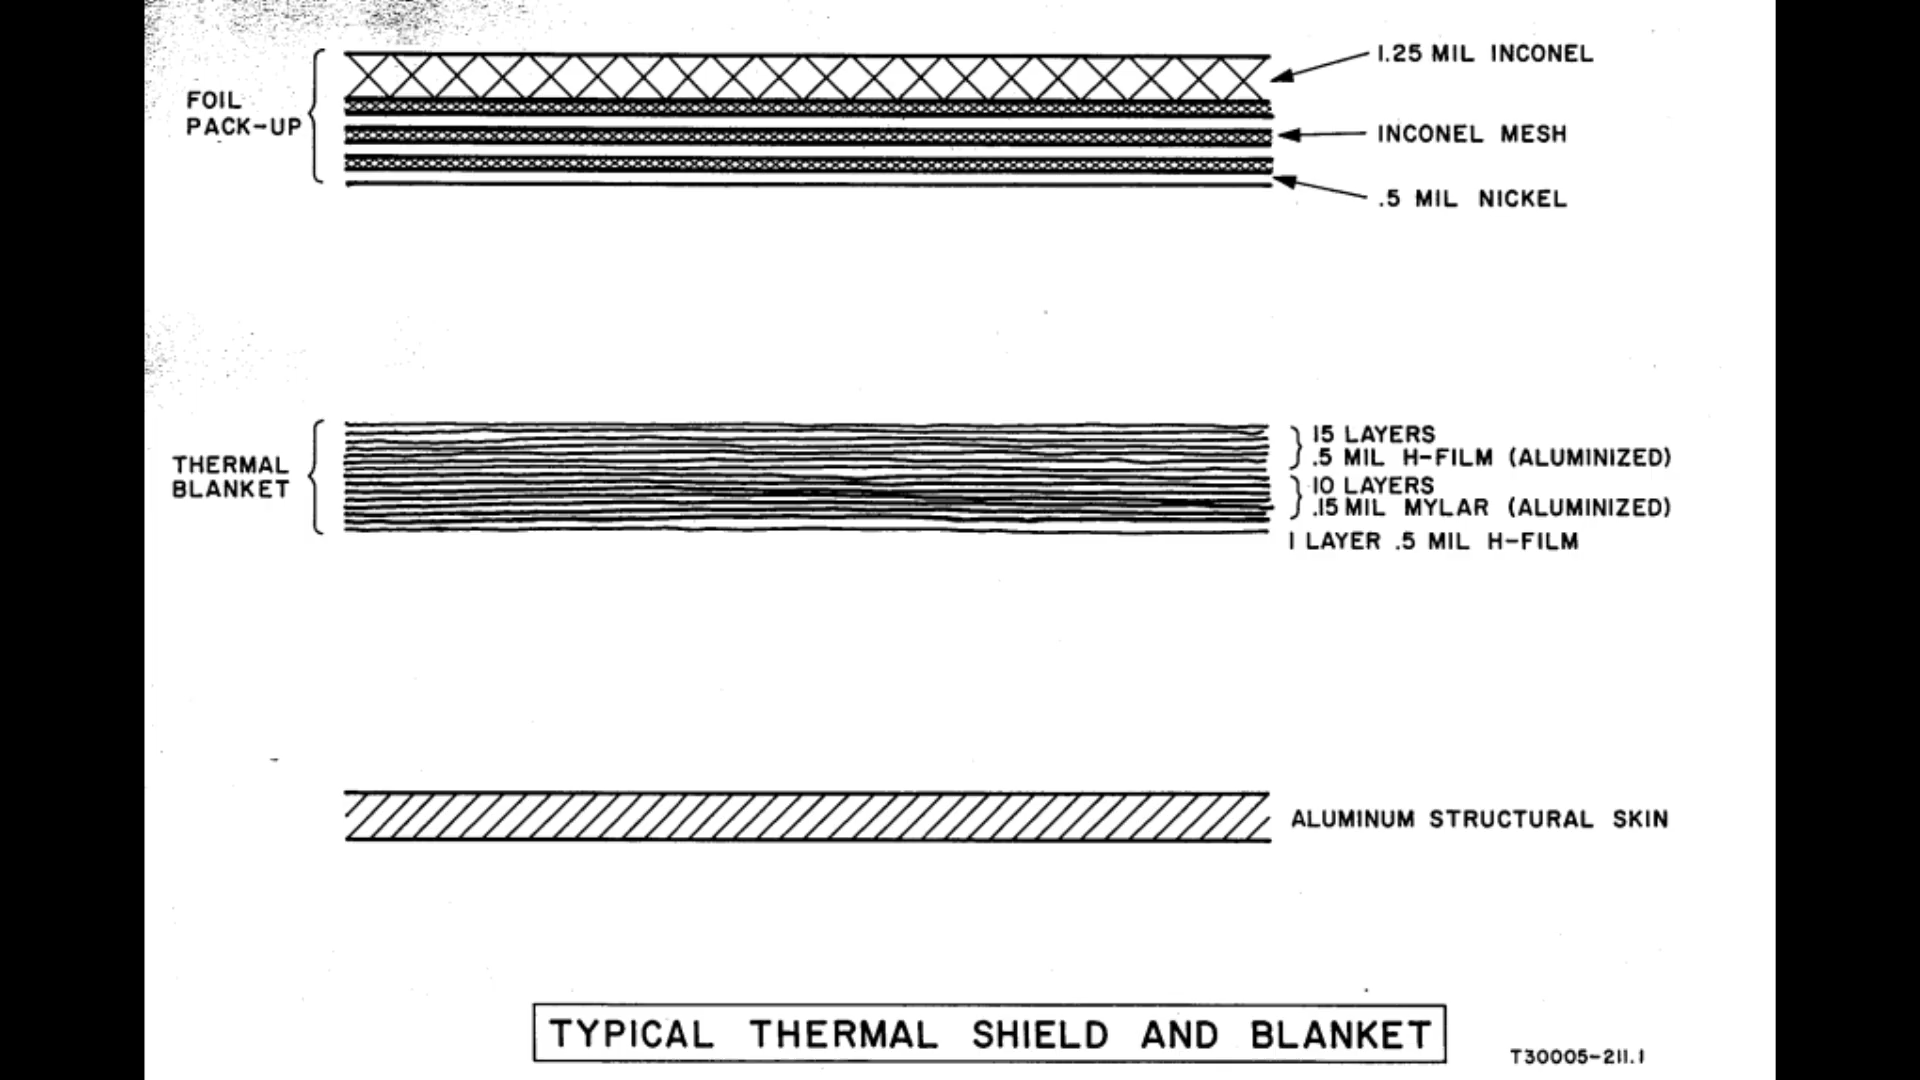 1.25 MIL INCONEL
FOIL
PACK-UP
INCONEL MESH
.5 MIL NICKEL
THERMAL
BLANKET
15 LAYERS
.5 MIL H-FILM (ALUMINIZED)
10 LAYERS
.15 MIL MYLAR (ALUMINIZED)
1 LAYER .5 MIL H-FILM
ALUMINUM STRUCTURAL SKIN
TYPICAL THERMAL SHIELD AND BLANKET
T30005-211.1